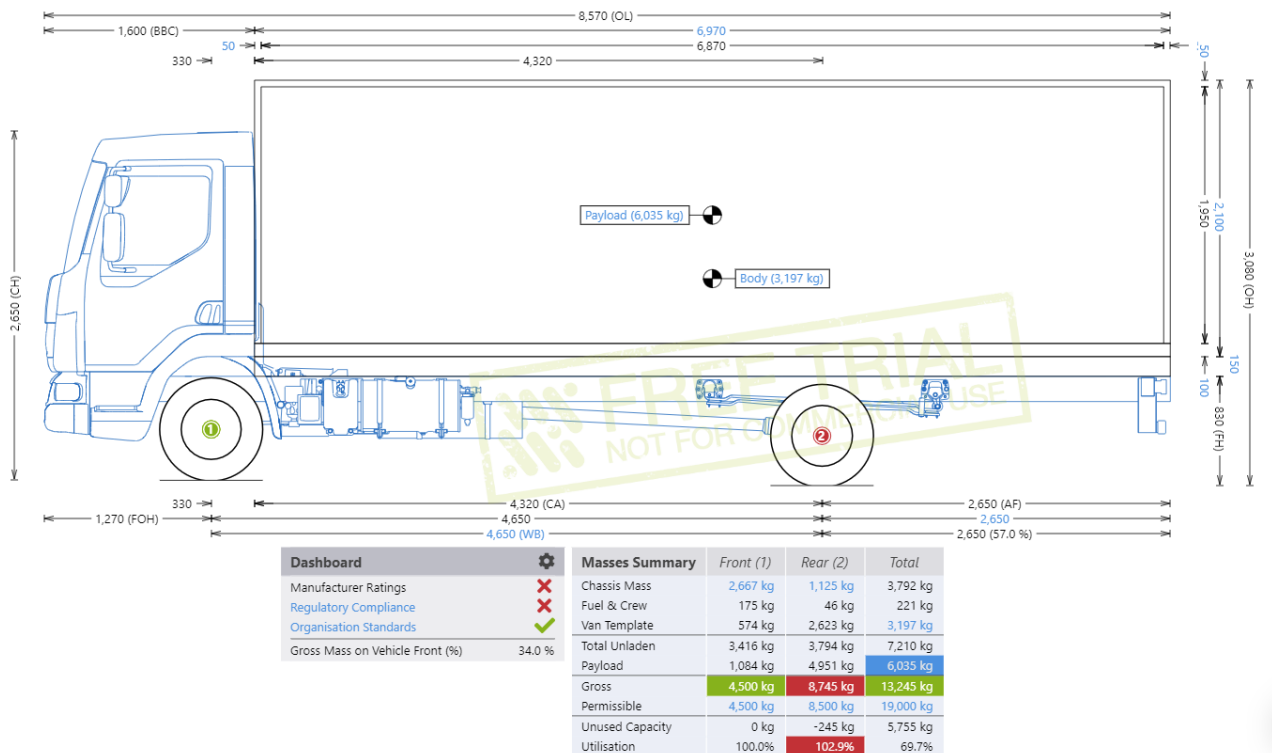 8,570 (OL)
1,600 (BBC)
6,970
50
6,870
50
330
4,320
Payload (6,035 kg)
Body (3,197 kg)
2,650 (CH)
1,950
2,100
3,080 (OH)
150
100
830 (FH)
FREE TRIAL
NOT FOR COMMERCIAL USE
1
2
330
4,320 (CA)
2,650 (AF)
1,270 (FOH)
4,650
2,650
4,650 (WB)
2,650 (57.0 %)
Dashboard
Manufacturer Ratings
Regulatory Compliance
Organisation Standards
Gross Mass on Vehicle Front (%) 34.0 %
Masses Summary Front (1) Rear (2) Total
Chassis Mass 2,667 kg 1,125 kg 3,792 kg
Fuel & Crew 175 kg 46 kg 221 kg
Van Template 574 kg 2,623 kg 3,197 kg
Total Unladen 3,416 kg 3,794 kg 7,210 kg
Payload 1,084 kg 4,951 kg 6,035 kg
Gross 4,500 kg 8,745 kg 13,245 kg
Permissible 4,500 kg 8,500 kg 19,000 kg
Unused Capacity 0 kg -245 kg 5,755 kg
Utilisation 100.0% 102.9% 69.7%